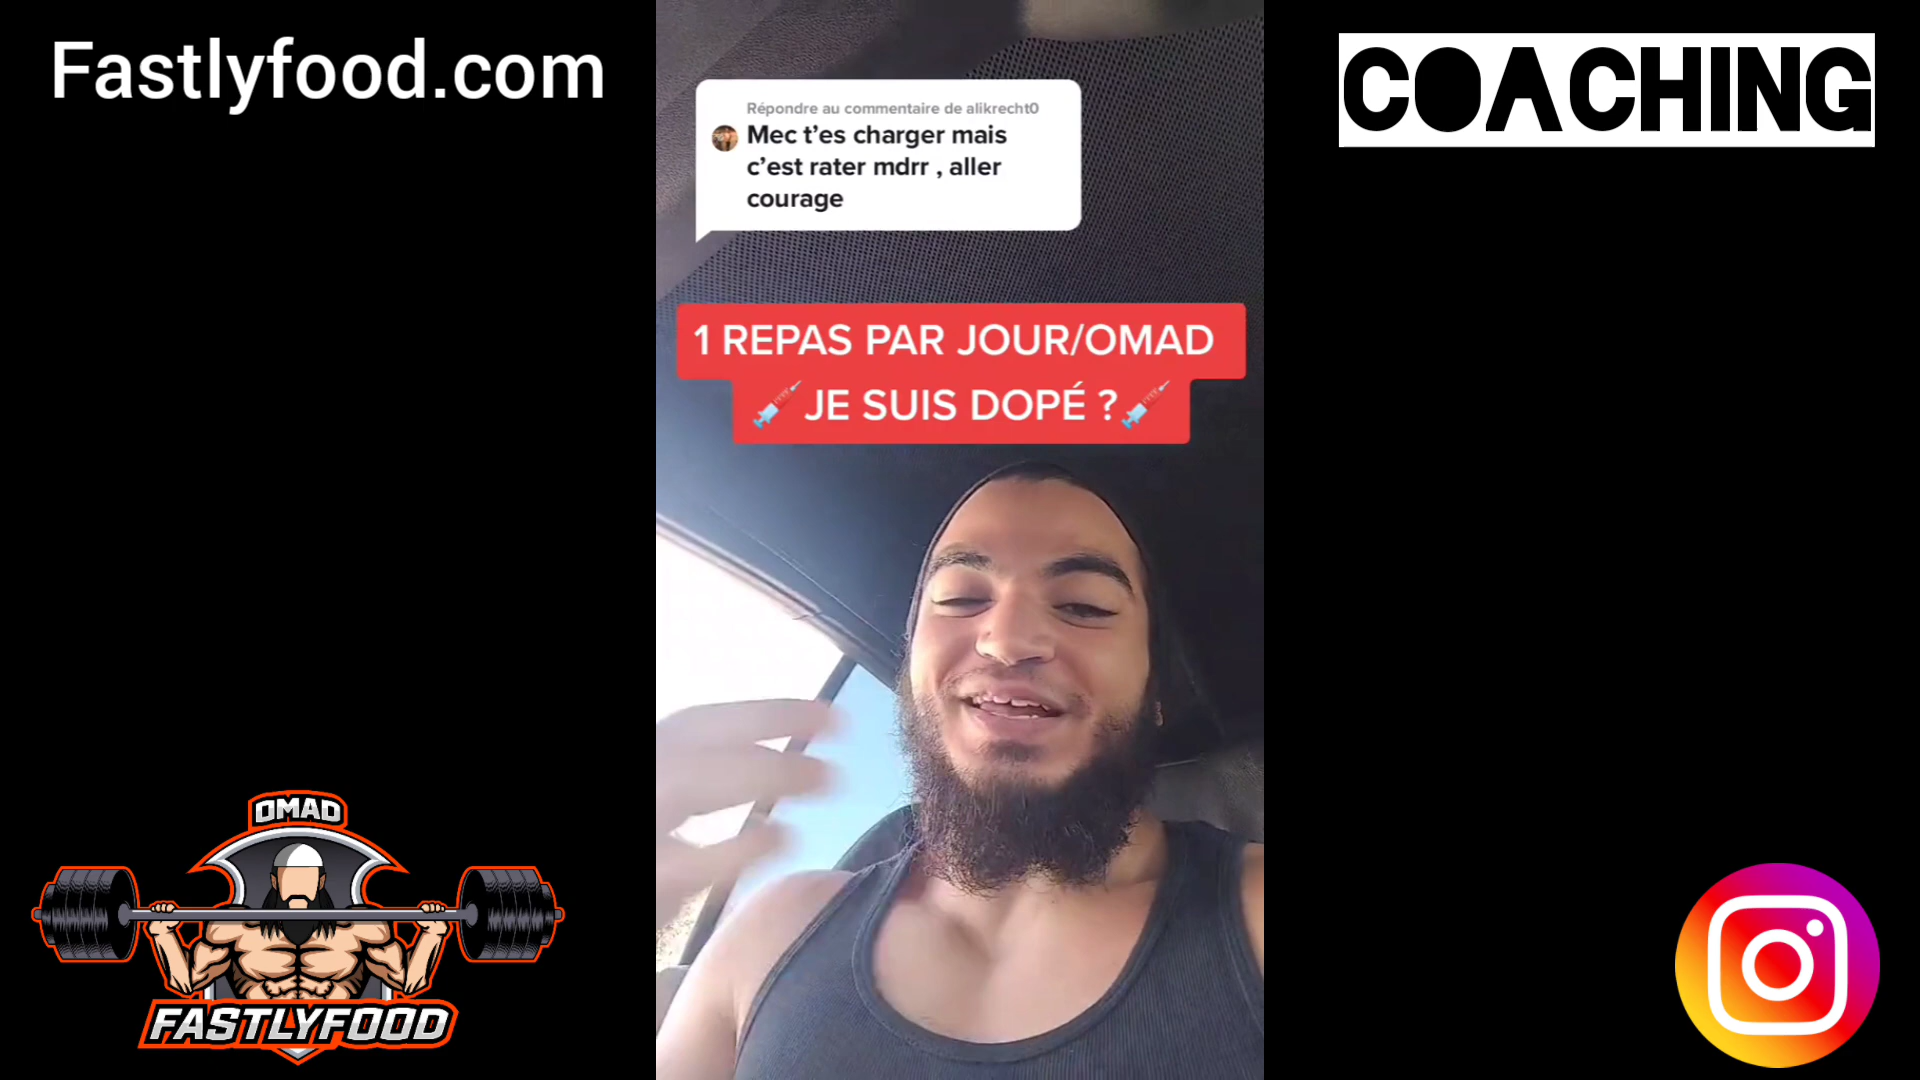 Fastlyfood.com
COACHING
Répondre au commentaire de alikrecht0
Mec t’es charger mais
c’est rater mdrr , aller
courage
1 REPAS PAR JOUR/OMAD
JE SUIS DOPÉ ?
OMAD
FASTLYFOOD